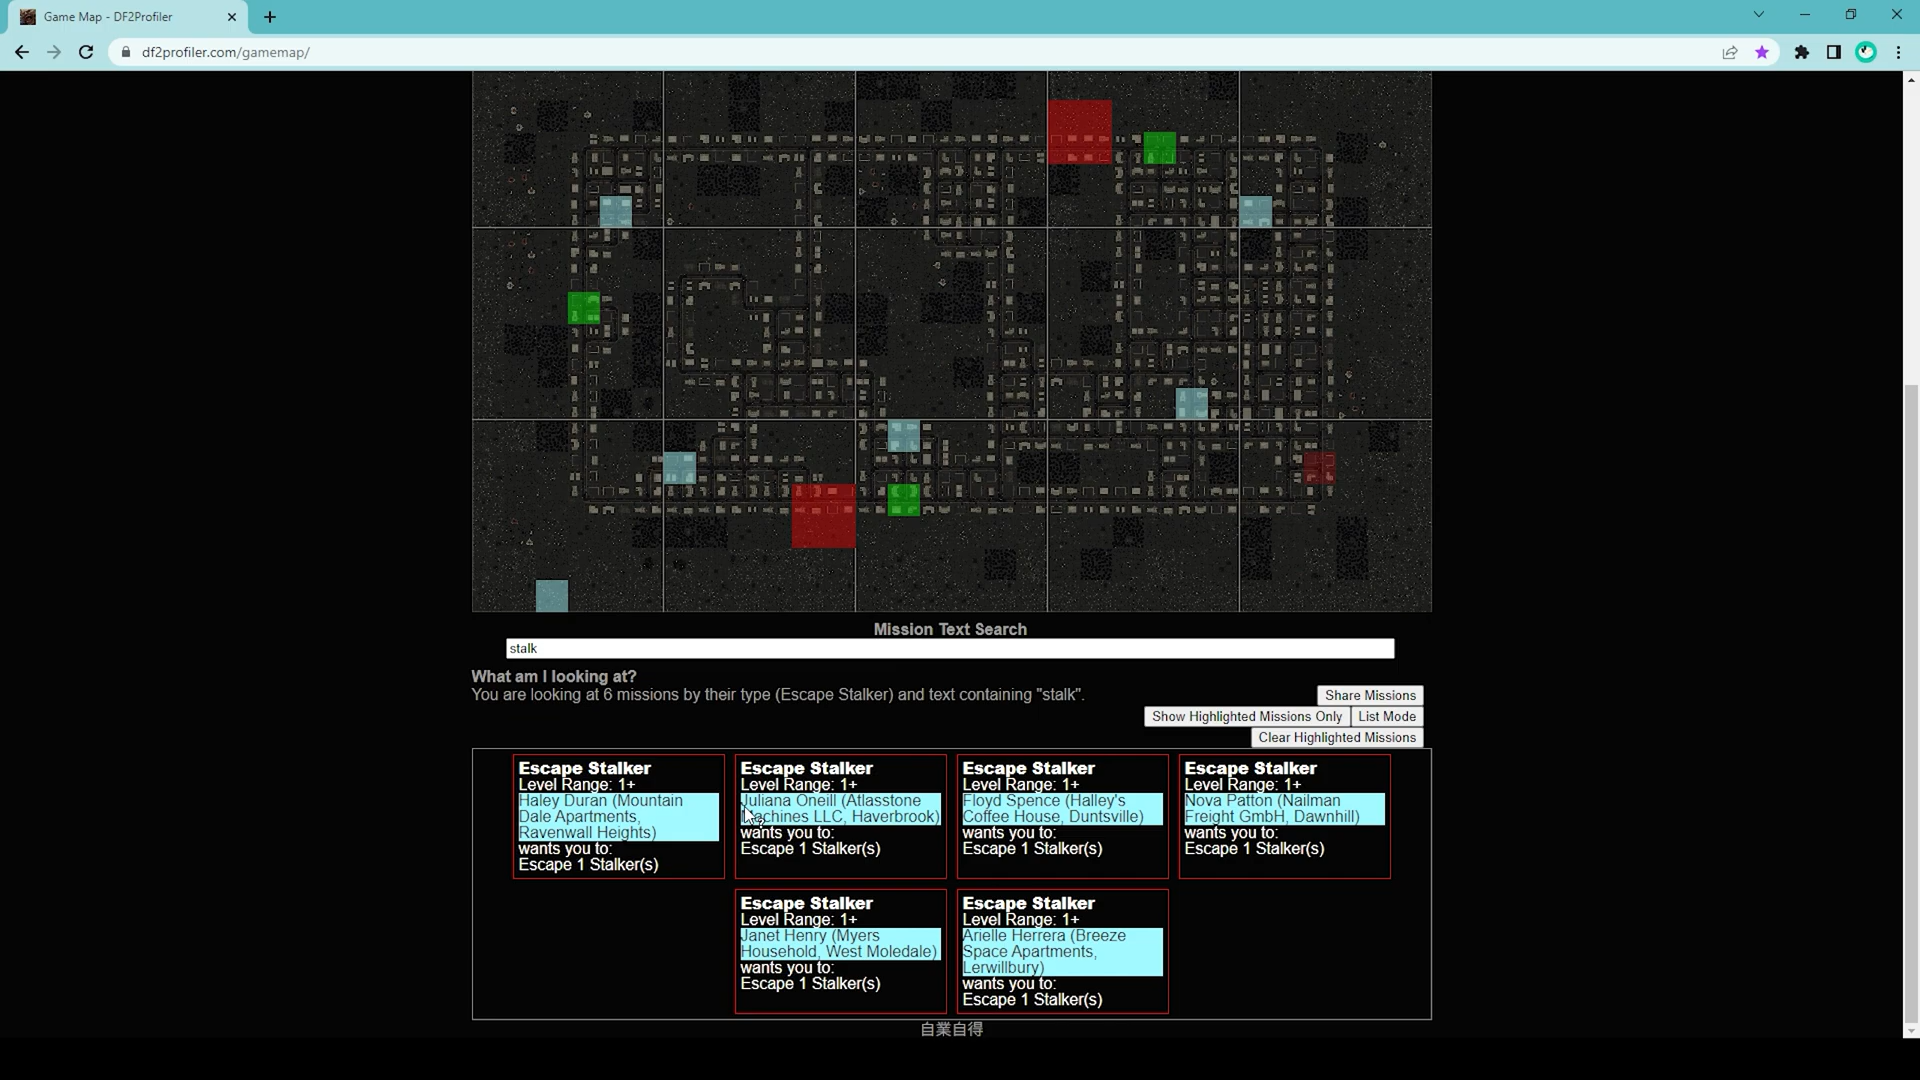 Game Map - DF2Profiler
df2profiler.com/gamemap/
Mission Text Search
stalk
What am I looking at?
You are looking at 6 missions by their type (Escape Stalker) and text containing "stalk".
Share Missions
Show Highlighted Missions Only
List Mode
Clear Highlighted Missions
Escape Stalker
Level Range: 1+
Haley Duran (Mountain
Dale Apartments,
Ravenwall Heights)
wants you to:
Escape 1 Stalker(s)
Escape Stalker
Level Range: 1+
Juliana Oneill (Atlasstone
Machines LLC, Haverbrook)
wants you to:
Escape 1 Stalker(s)
Escape Stalker
Level Range: 1+
Floyd Spence (Halley's
Coffee House, Duntsville)
wants you to:
Escape 1 Stalker(s)
Escape Stalker
Level Range: 1+
Nova Patton (Nailman
Freight GmbH, Dawnhill)
wants you to:
Escape 1 Stalker(s)
Escape Stalker
Level Range: 1+
Janet Henry (Myers
Household, West Moledale)
wants you to:
Escape 1 Stalker(s)
Escape Stalker
Level Range: 1+
Arielle Herrera (Breeze
Space Apartments,
Lerwillbury)
wants you to:
Escape 1 Stalker(s)
自業自得